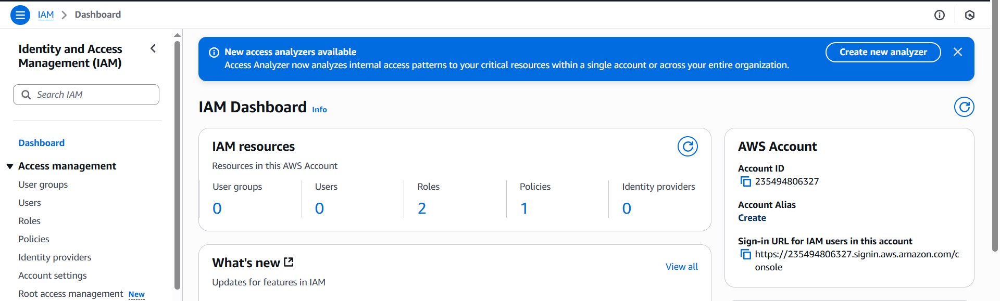 IAM
Dashboard
Identity and Access
Management (IAM)
Search IAM
Dashboard
Access management
User groups
Users
Roles
Policies
Identity providers
Account settings
Root access management New
New access analyzers available
Access Analyzer now analyzes internal access patterns to your critical resources within a single account or across your entire organization.
Create new analyzer
IAM Dashboard Info
IAM resources
Resources in this AWS Account
User groups
0
Users
0
Roles
2
Policies
1
Identity providers
0
What's new
View all
Updates for features in IAM
AWS Account
Account ID
235494806327
Account Alias
Create
Sign-in URL for IAM users in this account
https://235494806327.signin.aws.amazon.com/c
onsole